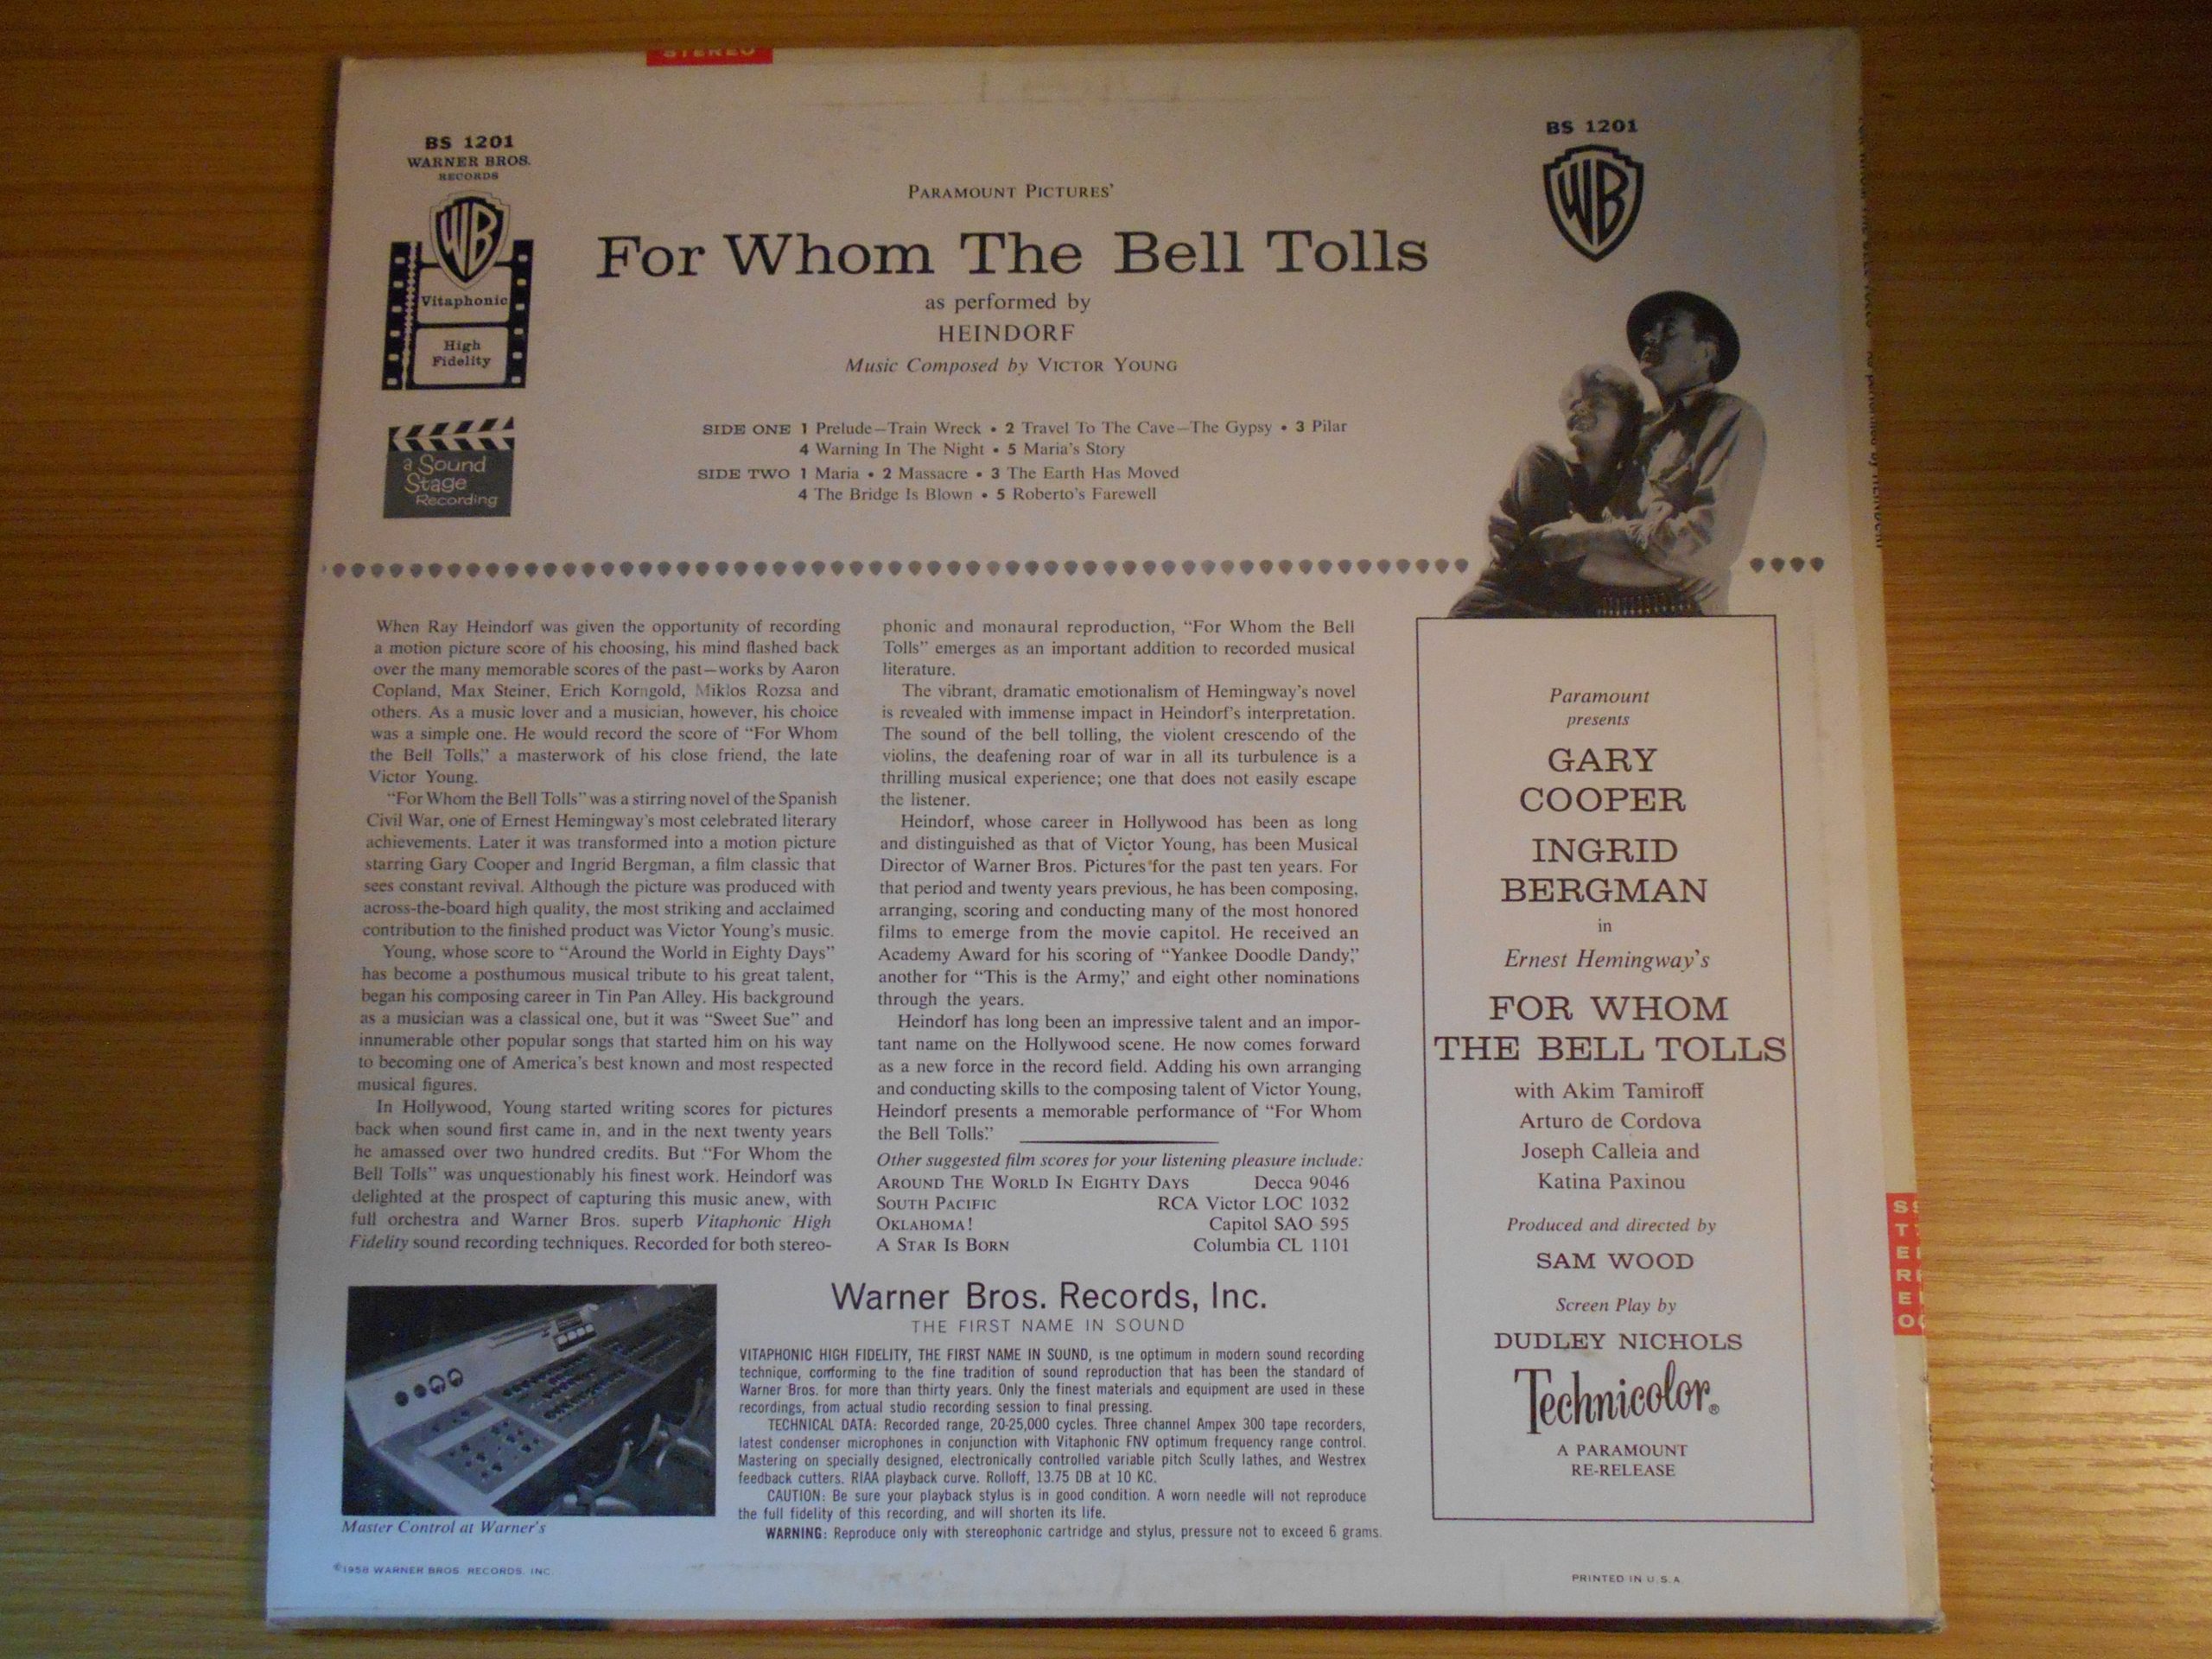 STEREO
BS 1201
WARNER BROS.
RECORDS
WB
Vitaphonic
High
Fidelity
a Sound
Stage
Recording
PARAMOUNT PICTURES'
For Whom The Bell Tolls
as performed by
HEINDORF
Music Composed by VICTOR YOUNG
SIDE ONE 1 Prelude—Train Wreck • 2 Travel To The Cave—The Gypsy • 3 Pilar
4 Warning In The Night • 5 Maria's Story
SIDE TWO 1 Maria • 2 Massacre • 3 The Earth Has Moved
4 The Bridge Is Blown • 5 Roberto's Farewell
BS 1201
WB
When Ray Heindorf was given the opportunity of recording
a motion picture score of his choosing, his mind flashed back
over the many memorable scores of the past—works by Aaron
Copland, Max Steiner, Erich Korngold, Miklos Rozsa and
others. As a music lover and a musician, however, his choice
was a simple one. He would record the score of “For Whom
the Bell Tolls,” a masterwork of his close friend, the late
Victor Young.
“For Whom the Bell Tolls” was a stirring novel of the Spanish
Civil War, one of Ernest Hemingway's most celebrated literary
achievements. Later it was transformed into a motion picture
starring Gary Cooper and Ingrid Bergman, a film classic that
sees constant revival. Although the picture was produced with
across-the-board high quality, the most striking and acclaimed
contribution to the finished product was Victor Young's music.
Young, whose score to “Around the World in Eighty Days”
has become a posthumous musical tribute to his great talent,
began his composing career in Tin Pan Alley. His background
as a musician was a classical one, but it was “Sweet Sue” and
innumerable other popular songs that started him on his way
to becoming one of America's best known and most respected
musical figures.
In Hollywood, Young started writing scores for pictures
back when sound first came in, and in the next twenty years
he amassed over two hundred credits. But “For Whom the
Bell Tolls” was unquestionably his finest work. Heindorf was
delighted at the prospect of capturing this music anew, with
full orchestra and Warner Bros. superb Vitaphonic High
Fidelity sound recording techniques. Recorded for both stereo-
phonic and monaural reproduction, “For Whom the Bell
Tolls” emerges as an important addition to recorded musical
literature.
The vibrant, dramatic emotionalism of Hemingway's novel
is revealed with immense impact in Heindorf's interpretation.
The sound of the bell tolling, the violent crescendo of the
violins, the deafening roar of war in all its turbulence is a
thrilling musical experience; one that does not easily escape
the listener.
Heindorf, whose career in Hollywood has been as long
and distinguished as that of Victor Young, has been Musical
Director of Warner Bros. Pictures for the past ten years. For
that period and twenty years previous, he has been composing,
arranging, scoring and conducting many of the most honored
films to emerge from the movie capitol. He received an
Academy Award for his scoring of “Yankee Doodle Dandy,”
another for “This is the Army,” and eight other nominations
through the years.
Heindorf has long been an impressive talent and an impor-
tant name on the Hollywood scene. He now comes forward
as a new force in the record field. Adding his own arranging
and conducting skills to the composing talent of Victor Young,
Heindorf presents a memorable performance of “For Whom
the Bell Tolls.”
Other suggested film scores for your listening pleasure include:
AROUND THE WORLD IN EIGHTY DAYS Decca 9046
SOUTH PACIFIC RCA Victor LOC 1032
OKLAHOMA! Capitol SAO 595
A STAR IS BORN Columbia CL 1101
Paramount
presents
GARY
COOPER
INGRID
BERGMAN
in
Ernest Hemingway's
FOR WHOM
THE BELL TOLLS
with Akim Tamiroff
Arturo de Cordova
Joseph Calleia and
Katina Paxinou
Produced and directed by
SAM WOOD
Screen Play by
DUDLEY NICHOLS
Technicolor®
A PARAMOUNT
RE-RELEASE
STEREO
Master Control at Warner's
Warner Bros. Records, Inc.
THE FIRST NAME IN SOUND
VITAPHONIC HIGH FIDELITY, THE FIRST NAME IN SOUND, is the optimum in modern sound recording
technique, conforming to the fine tradition of sound reproduction that has been the standard of
Warner Bros. for more than thirty years. Only the finest materials and equipment are used in these
recordings, from actual studio recording session to final pressing.
TECHNICAL DATA: Recorded range, 20-25,000 cycles. Three channel Ampex 300 tape recorders,
latest condenser microphones in conjunction with Vitaphonic FNV optimum frequency range control.
Mastering on specially designed, electronically controlled variable pitch Scully lathes, and Westrex
feedback cutters. RIAA playback curve. Rolloff, 13.75 DB at 10 KC.
CAUTION: Be sure your playback stylus is in good condition. A worn needle will not reproduce
the full fidelity of this recording, and will shorten its life.
WARNING: Reproduce only with stereophonic cartridge and stylus, pressure not to exceed 6 grams.
©1958 WARNER BROS. RECORDS, INC.
PRINTED IN U.S.A.